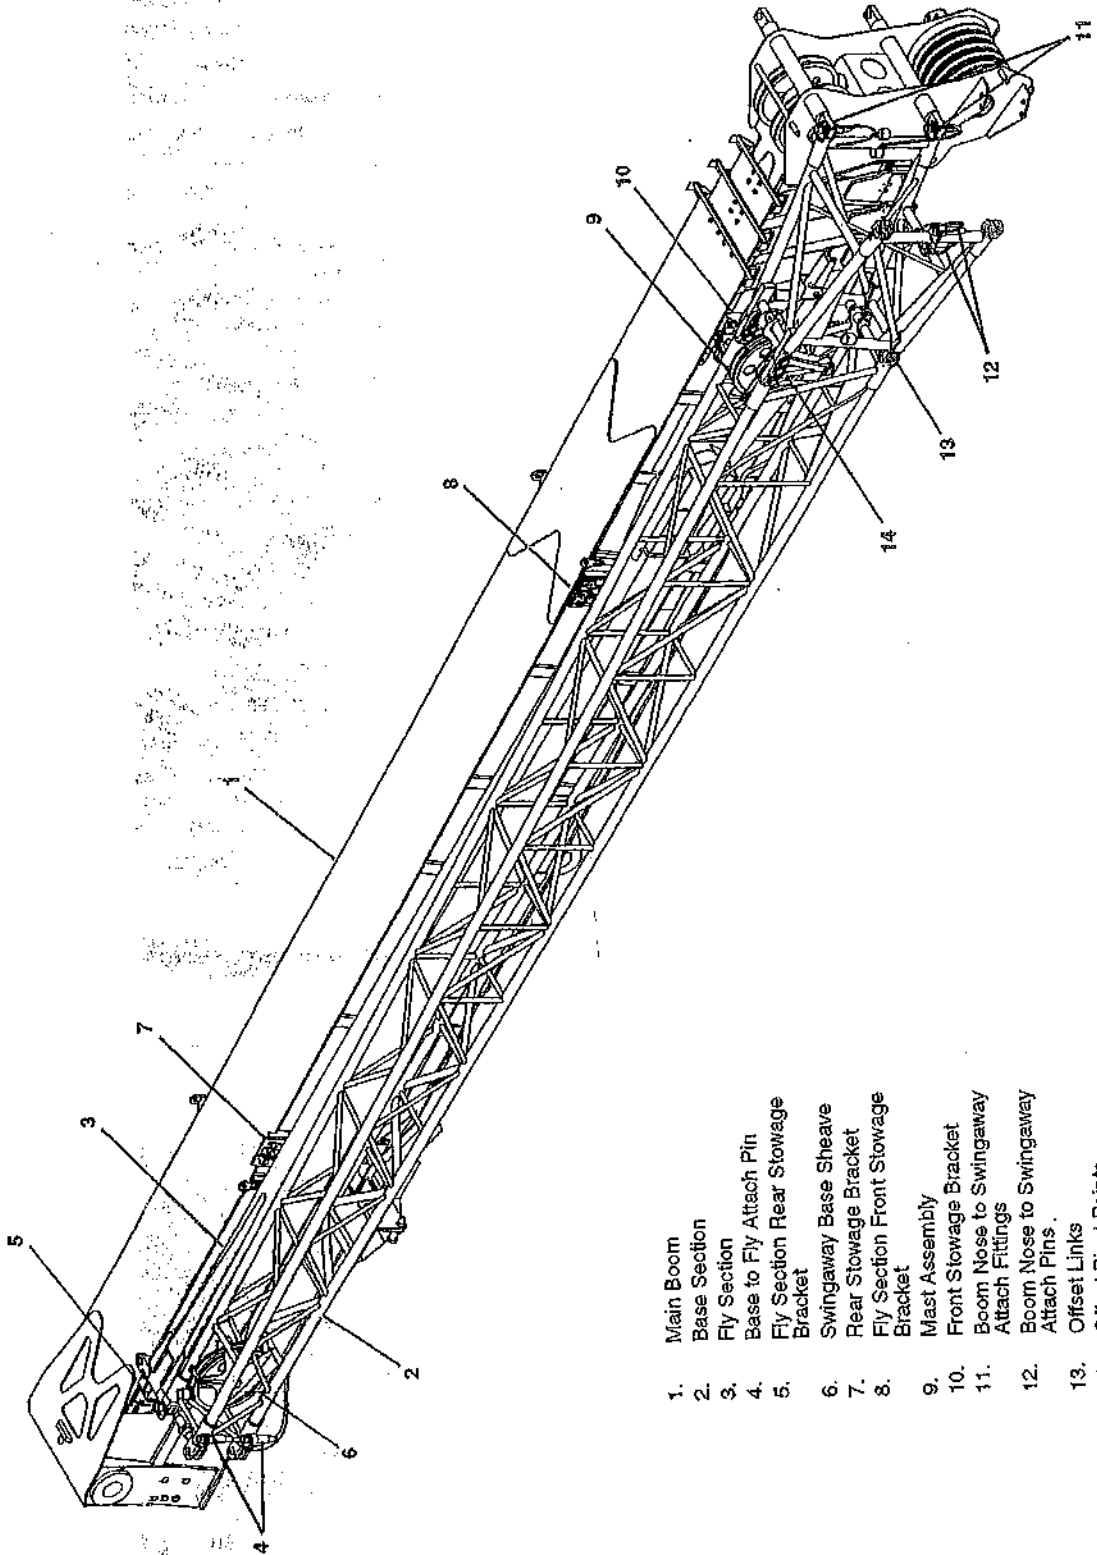 1. Main Boom
2. Base Section
3. Fly Section
4. Base to Fly Attach Pin
5. Fly Section Rear Stowage
Bracket
6. Swingaway Base Sheave
7. Rear Stowage Bracket
8. Fly Section Front Stowage
Bracket
9. Mast Assembly
10. Front Stowage Bracket
11. Boom Nose to Swingaway
Attach Fittings
12. Boom Nose to Swingaway
Attach Pins.
13. Offset Links
1
2
3
4
5
6
7
8
9
10
11
12
13
14